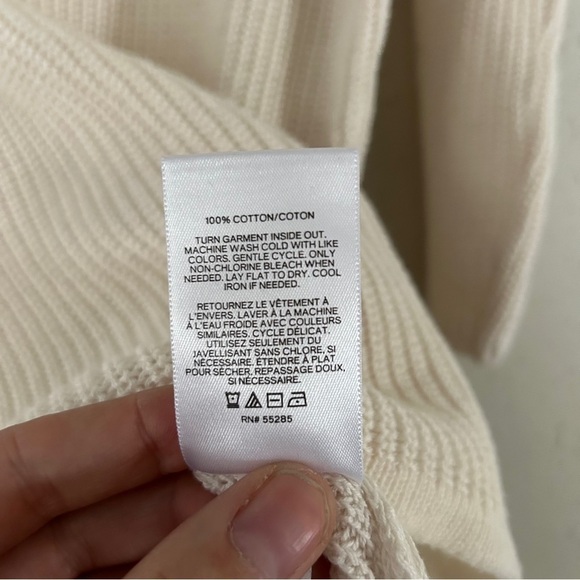 100% COTTON/COTON
TURN GARMENT INSIDE OUT.
MACHINE WASH COLD WITH LIKE
COLORS. GENTLE CYCLE. ONLY
NON-CHLORINE BLEACH WHEN
NEEDED. LAY FLAT TO DRY. COOL
IRON IF NEEDED.
RETOURNEZ LE VÊTEMENT À
L'ENVERS. LAVER À LA MACHINE
À L'EAU FROIDE AVEC COULEURS
SIMILAIRES. CYCLE DÉLICAT.
UTILISEZ SEULEMENT DU
JAVELLISANT SANS CHLORE, SI
NÉCESSAIRE. ÉTENDRE À PLAT
POUR SÉCHER. REPASSAGE DOUX,
SI NÉCESSAIRE.
RN# 55285